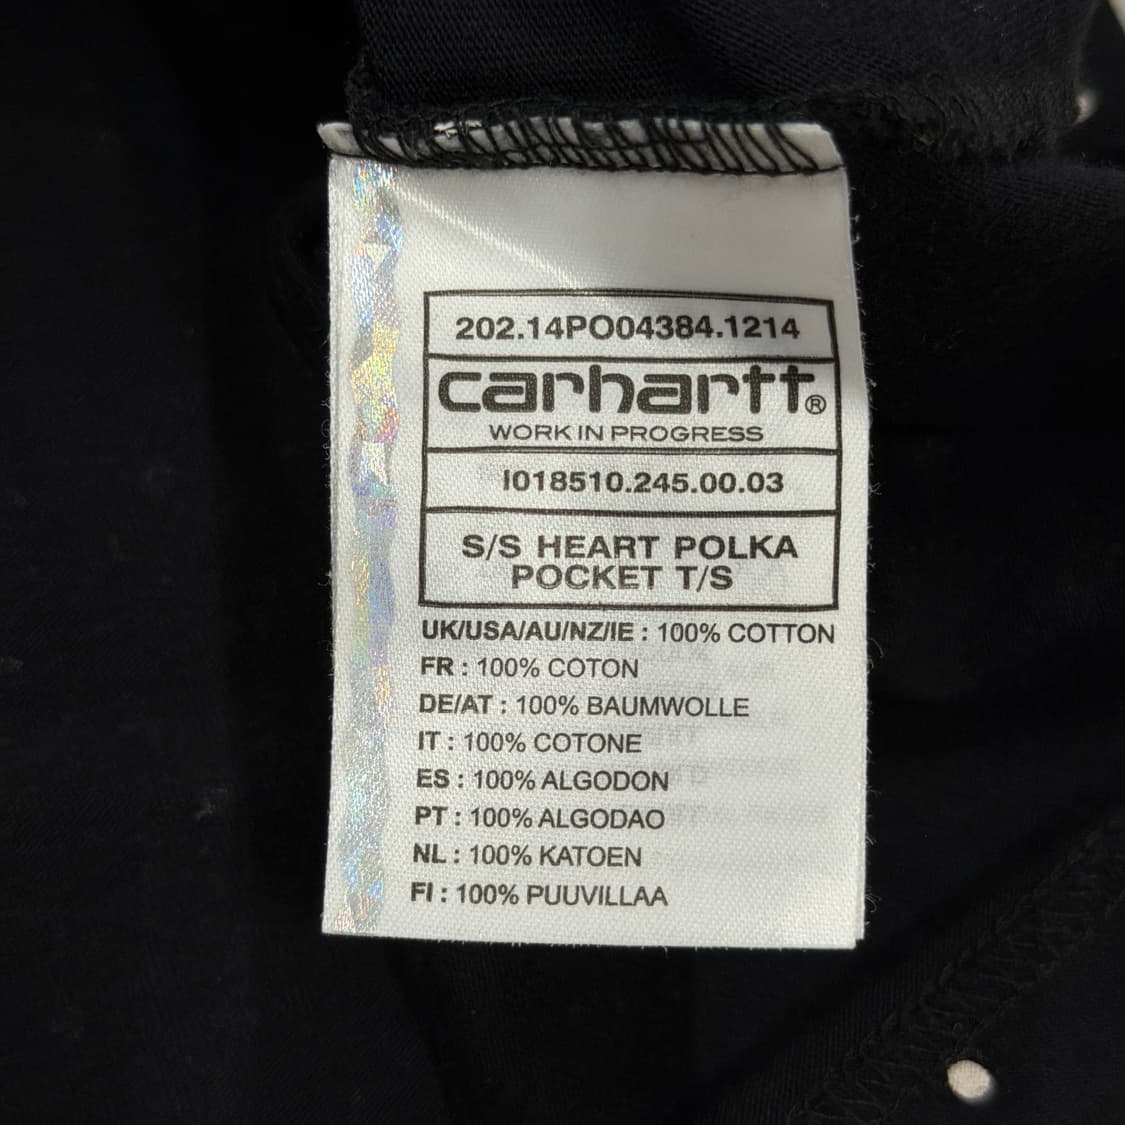 202.14PO04384.1214
carhartt®
WORK IN PROGRESS
I018510.245.00.03
S/S HEART POLKA
POCKET T/S
UK/USA/AU/NZ/IE : 100% COTTON
FR : 100% COTON
DE/AT : 100% BAUMWOLLE
IT : 100% COTONE
ES : 100% ALGODON
PT : 100% ALGODAO
NL : 100% KATOEN
FI : 100% PUUVILLAA